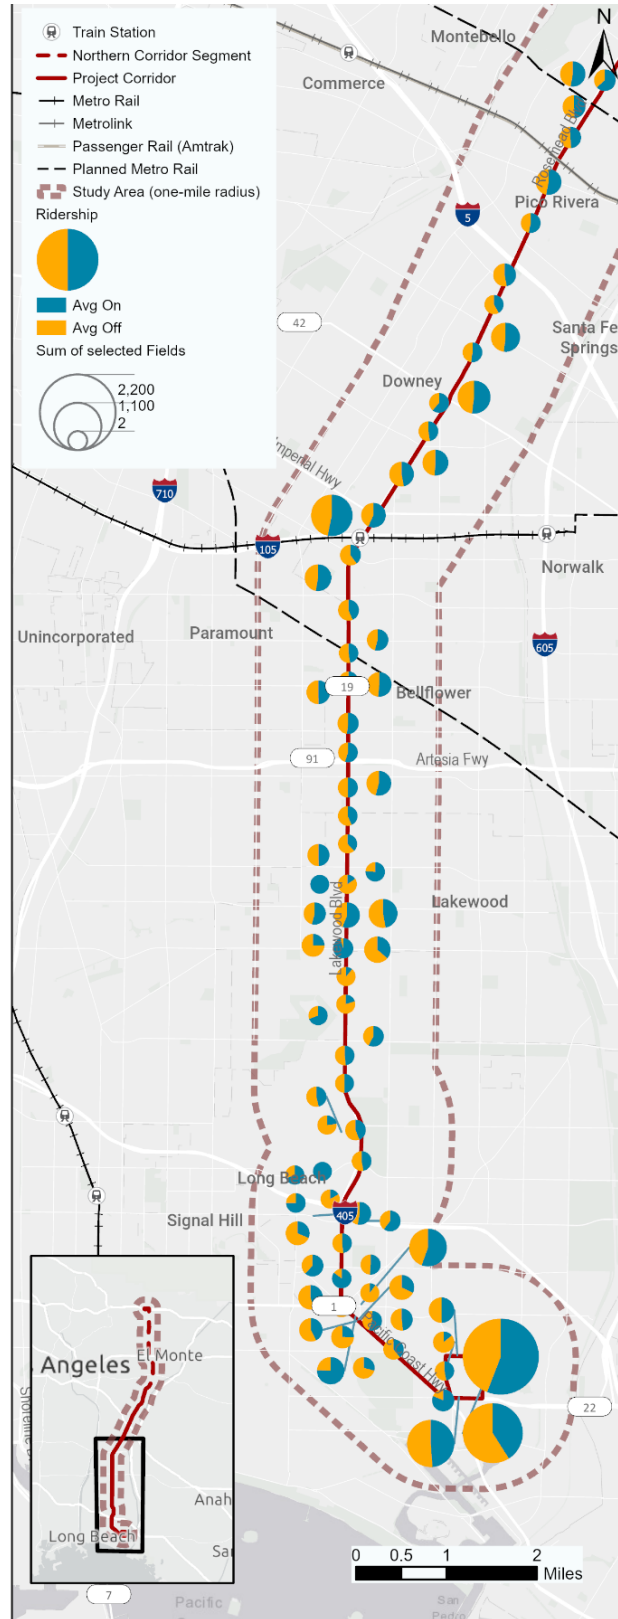 Train Station
Northern Corridor Segment
Project Corridor
Metro Rail
Metrolink
Passenger Rail (Amtrak)
Planned Metro Rail
Study Area (one-mile radius)
Ridership
Avg On
Avg Off
Sum of selected Fields
2,200
1,100
2
N
Montebello
Commerce
Rosemead Blvd
Pico Rivera
5
42
Santa Fe
Springs
Downey
Imperial Hwy
710
105
Norwalk
Unincorporated
Paramount
605
19
Bellflower
91
Artesia Fwy
Lakewood
Lakewood Blvd
Long Beach
Signal Hill
405
1
Pacific Coast Hwy
22
El Monte
Angeles
Anah
Long Beach
0 0.5 1 2
Miles
7
Pacific
San